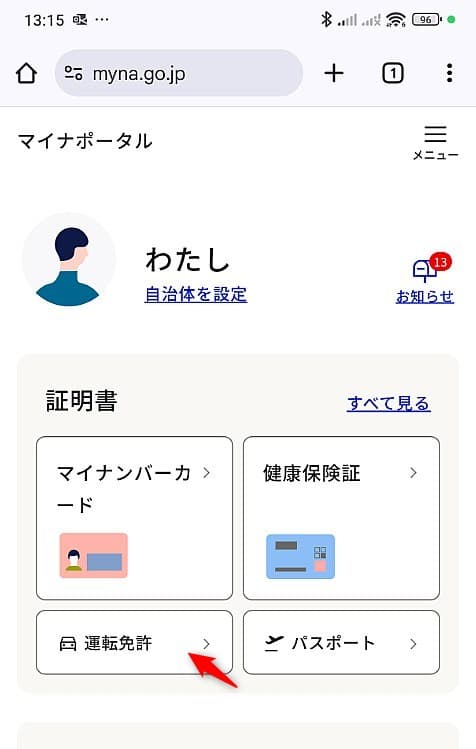 13:15 ... 96
myna.go.jp 1
マイナポータル
メニュー
わたし
13
自治体を設定
お知らせ
証明書
すべて見る
マイナンバーカ
ード
健康保険証
運転免許
パスポート